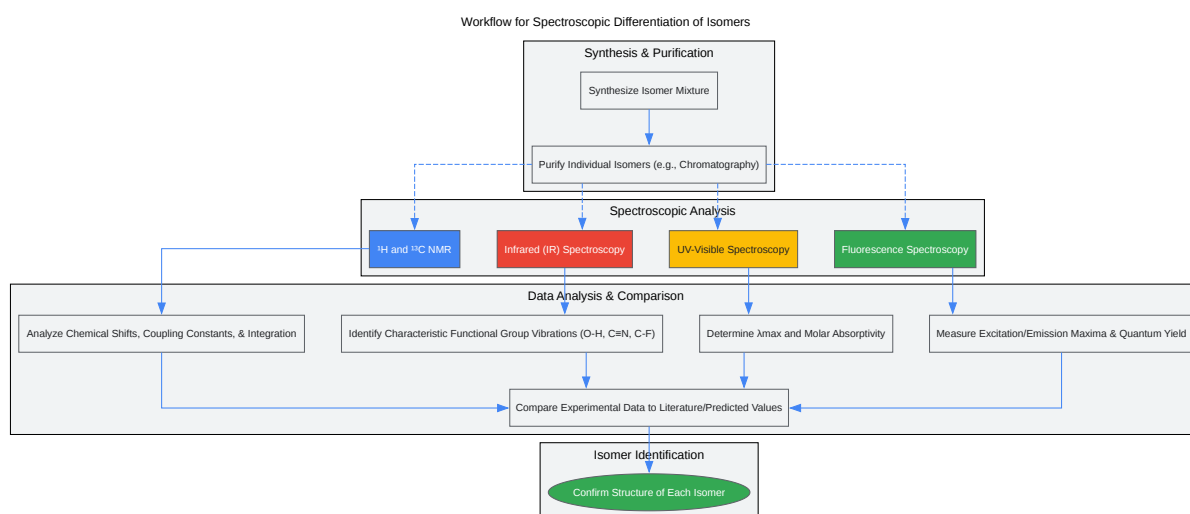 Workflow for Spectroscopic Differentiation of Isomers
Synthesis & Purification
Synthesize Isomer Mixture
Purify Individual Isomers (e.g., Chromatography)
Spectroscopic Analysis
¹H and ¹³C NMR
Infrared (IR) Spectroscopy
UV-Visible Spectroscopy
Fluorescence Spectroscopy
Data Analysis & Comparison
Analyze Chemical Shifts, Coupling Constants, & Integration
Identify Characteristic Functional Group Vibrations (O-H, C≡N, C-F)
Determine λmax and Molar Absorptivity
Measure Excitation/Emission Maxima & Quantum Yield
Compare Experimental Data to Literature/Predicted Values
Isomer Identification
Confirm Structure of Each Isomer